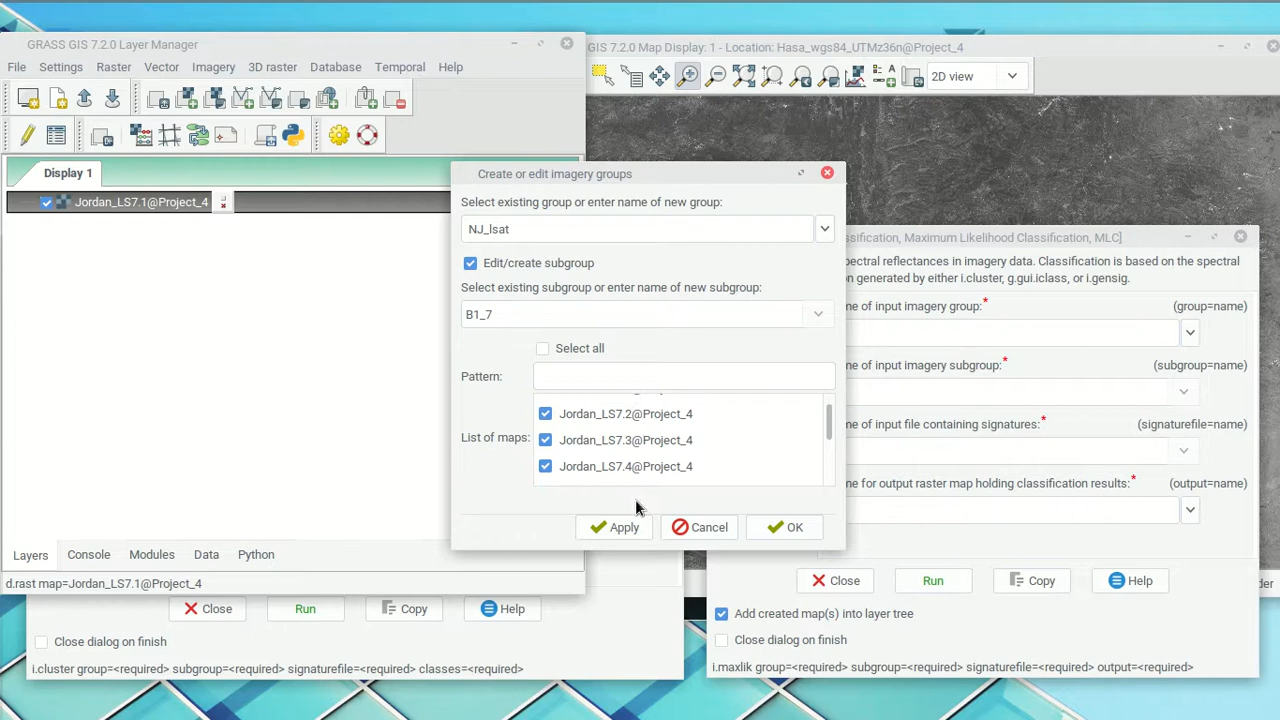 GRASS GIS 7.2.0 Layer Manager
File Settings Raster Vector Imagery 3D raster Database Temporal Help
Display 1
Jordan_LS7.1@Project_4
Layers Console Modules Data Python
d.rast map=Jordan_LS7.1@Project_4
GIS 7.2.0 Map Display: 1 - Location: Hasa_wgs84_UTMz36n@Project_4
2D view
Create or edit imagery groups
Select existing group or enter name of new group:
NJ_lsat
Edit/create subgroup
Select existing subgroup or enter name of new subgroup:
B1_7
Select all
Pattern:
List of maps:
Jordan_LS7.2@Project_4
Jordan_LS7.3@Project_4
Jordan_LS7.4@Project_4
Apply Cancel OK
Classification, Maximum Likelihood Classification, MLC]
spectral reflectances in imagery data. Classification is based on the spectral
generated by either i.cluster, g.gui.iclass, or i.gensig.
of input imagery group:* (group=name)
of input imagery subgroup:* (subgroup=name)
of input file containing signatures:* (signaturefile=name)
for output raster map holding classification results:* (output=name)
Close Run Copy Help
Add created map(s) into layer tree
Close dialog on finish
i.maxlik group=<required> subgroup=<required> signaturefile=<required> output=<required>
Close Run Copy Help
Close dialog on finish
i.cluster group=<required> subgroup=<required> signaturefile=<required> classes=<required>